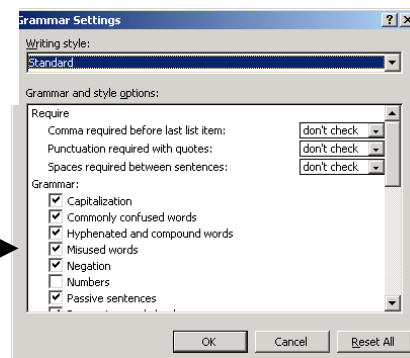 Grammar Settings
Writing style:
Standard
Grammar and style options:
Require
Comma required before last list item: don't check
Punctuation required with quotes: don't check
Spaces required between sentences: don't check
Grammar:
Capitalization
Commonly confused words
Hyphenated and compound words
Misused words
Negation
Numbers
Passive sentences
OK Cancel Reset All